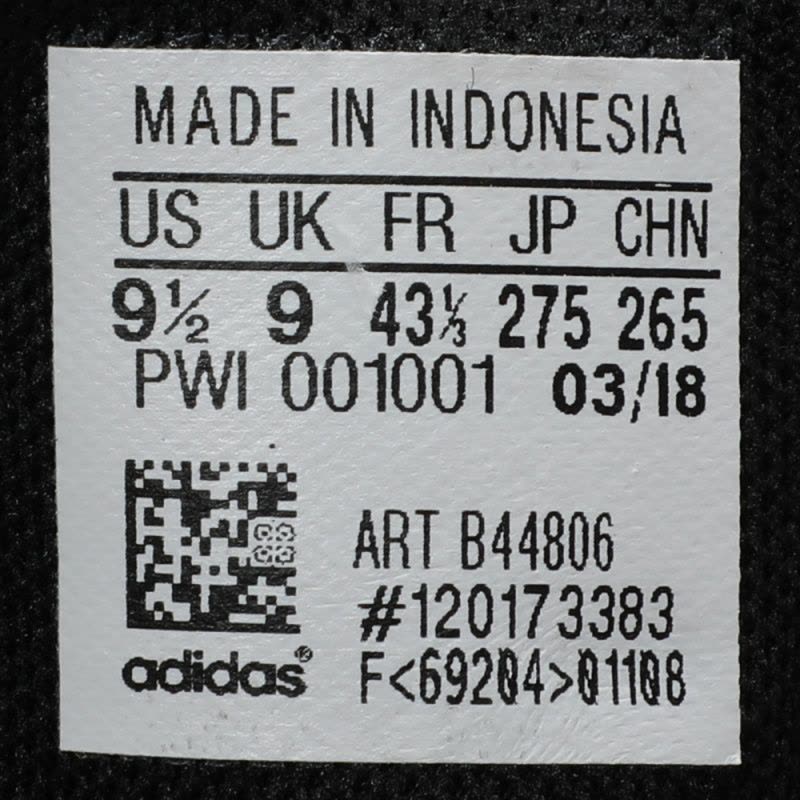 MADE IN INDONESIA
US UK FR JP CHN
9½ 9 43⅓ 275 265
PWI 001001 03/18
ART B44806
#120173383
adidas®
F<69204>01108